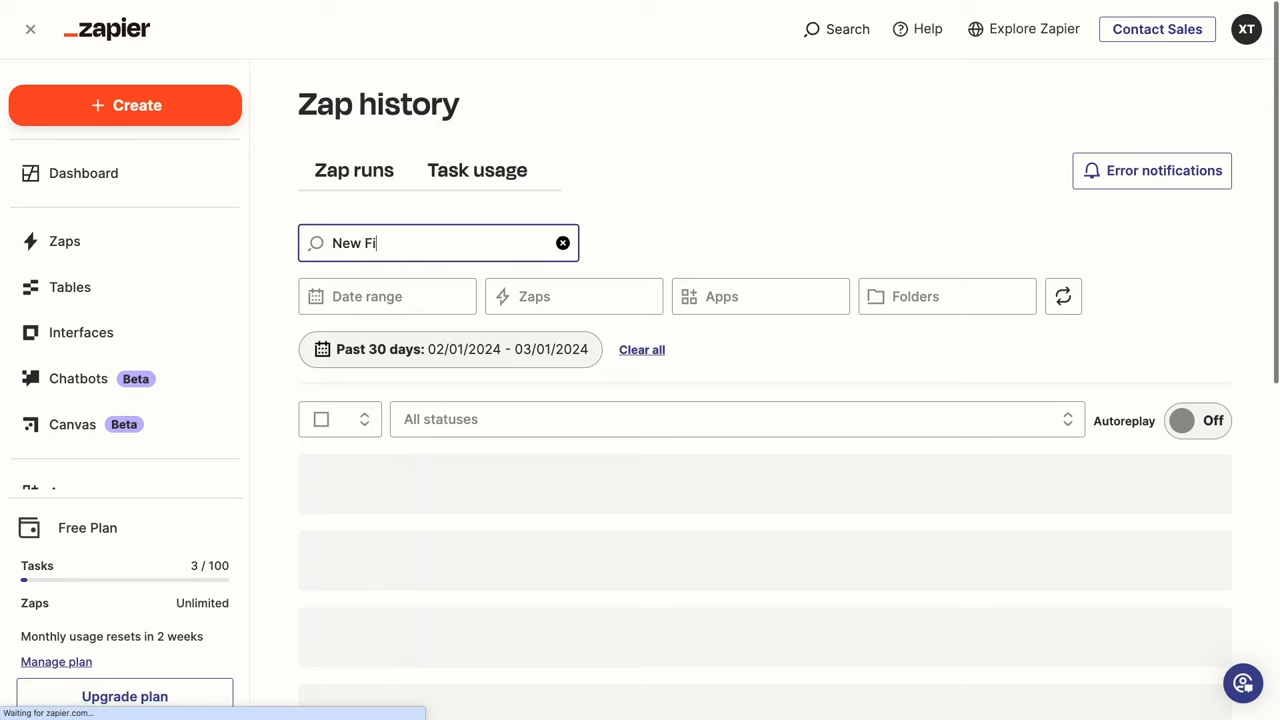 zapier
Search
Help
Explore Zapier
Contact Sales
XT
Create
Dashboard
Zaps
Tables
Interfaces
Chatbots Beta
Canvas Beta
Free Plan
Tasks 3 / 100
Zaps Unlimited
Monthly usage resets in 2 weeks
Manage plan
Upgrade plan
Waiting for zapier.com...
Zap history
Zap runs
Task usage
Error notifications
New Fi
Date range
Zaps
Apps
Folders
Past 30 days: 02/01/2024 - 03/01/2024
Clear all
All statuses
Autoreplay
Off